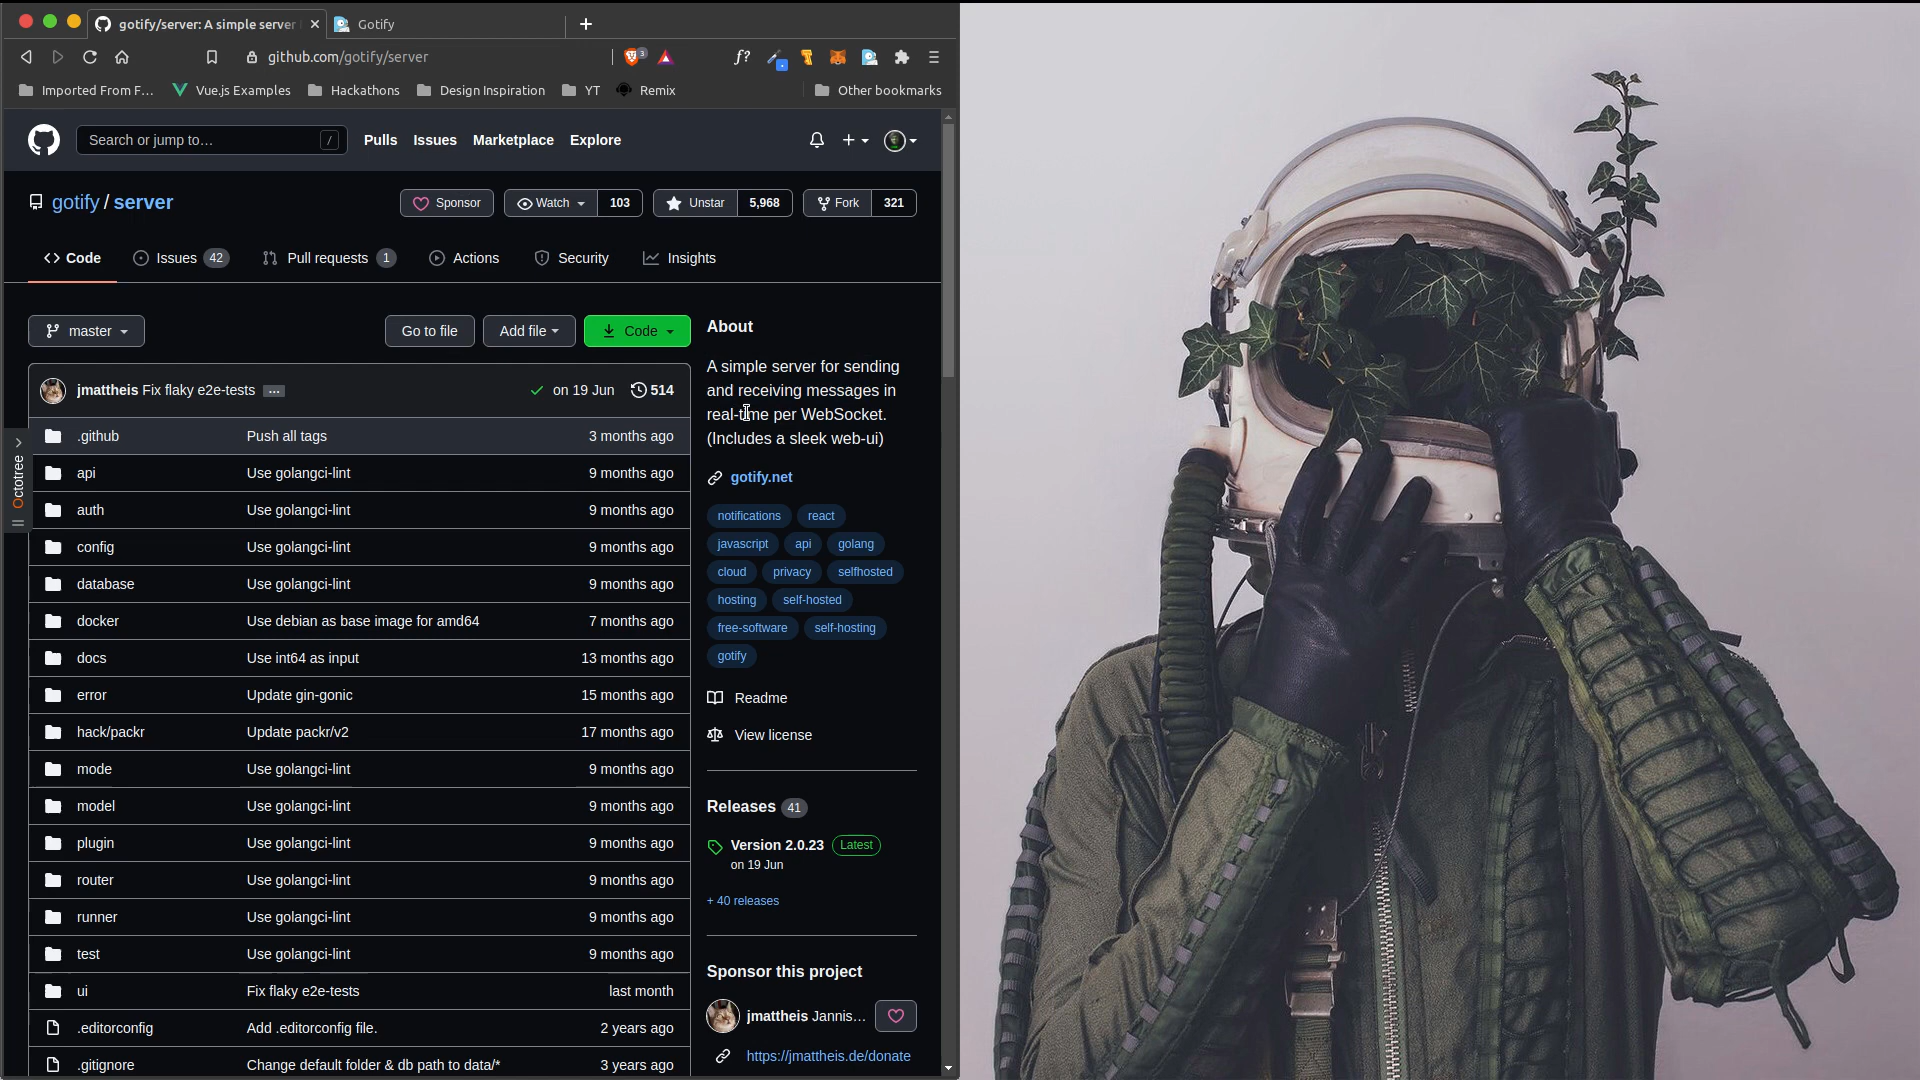 gotify/server: A simple server
Gotify
github.com/gotify/server
3
f?
Imported From F...
Vue.js Examples
Hackathons
Design Inspiration
YT
Remix
Other bookmarks
Search or jump to…
/
Pulls
Issues
Marketplace
Explore
gotify / server
Sponsor
Watch 103
Unstar 5,968
Fork 321
Code
Issues 42
Pull requests 1
Actions
Security
Insights
master
Go to file
Add file
Code
jmattheis Fix flaky e2e-tests ...
on 19 Jun
514
.github Push all tags 3 months ago
api Use golangci-lint 9 months ago
auth Use golangci-lint 9 months ago
config Use golangci-lint 9 months ago
database Use golangci-lint 9 months ago
docker Use debian as base image for amd64 7 months ago
docs Use int64 as input 13 months ago
error Update gin-gonic 15 months ago
hack/packr Update packr/v2 17 months ago
mode Use golangci-lint 9 months ago
model Use golangci-lint 9 months ago
plugin Use golangci-lint 9 months ago
router Use golangci-lint 9 months ago
runner Use golangci-lint 9 months ago
test Use golangci-lint 9 months ago
ui Fix flaky e2e-tests last month
.editorconfig Add .editorconfig file. 2 years ago
.gitignore Change default folder & db path to data/* 3 years ago
Octotree
About
A simple server for sending
and receiving messages in
real-time per WebSocket.
(Includes a sleek web-ui)
gotify.net
notifications react
javascript api golang
cloud privacy selfhosted
hosting self-hosted
free-software self-hosting
gotify
Readme
View license
Releases 41
Version 2.0.23 Latest
on 19 Jun
+ 40 releases
Sponsor this project
jmattheis Jannis...
https://jmattheis.de/donate